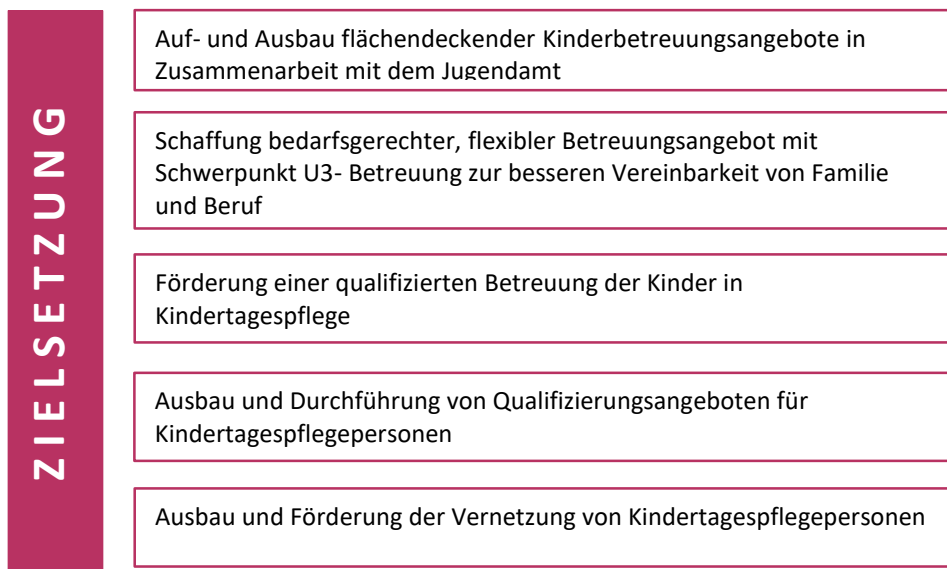 ZIELSETZUNG
Auf- und Ausbau flächendeckender Kinderbetreuungsangebote in
Zusammenarbeit mit dem Jugendamt
Schaffung bedarfsgerechter, flexibler Betreuungsangebot mit
Schwerpunkt U3- Betreuung zur besseren Vereinbarkeit von Familie
und Beruf
Förderung einer qualifizierten Betreuung der Kinder in
Kindertagespflege
Ausbau und Durchführung von Qualifizierungsangeboten für
Kindertagespflegepersonen
Ausbau und Förderung der Vernetzung von Kindertagespflegepersonen